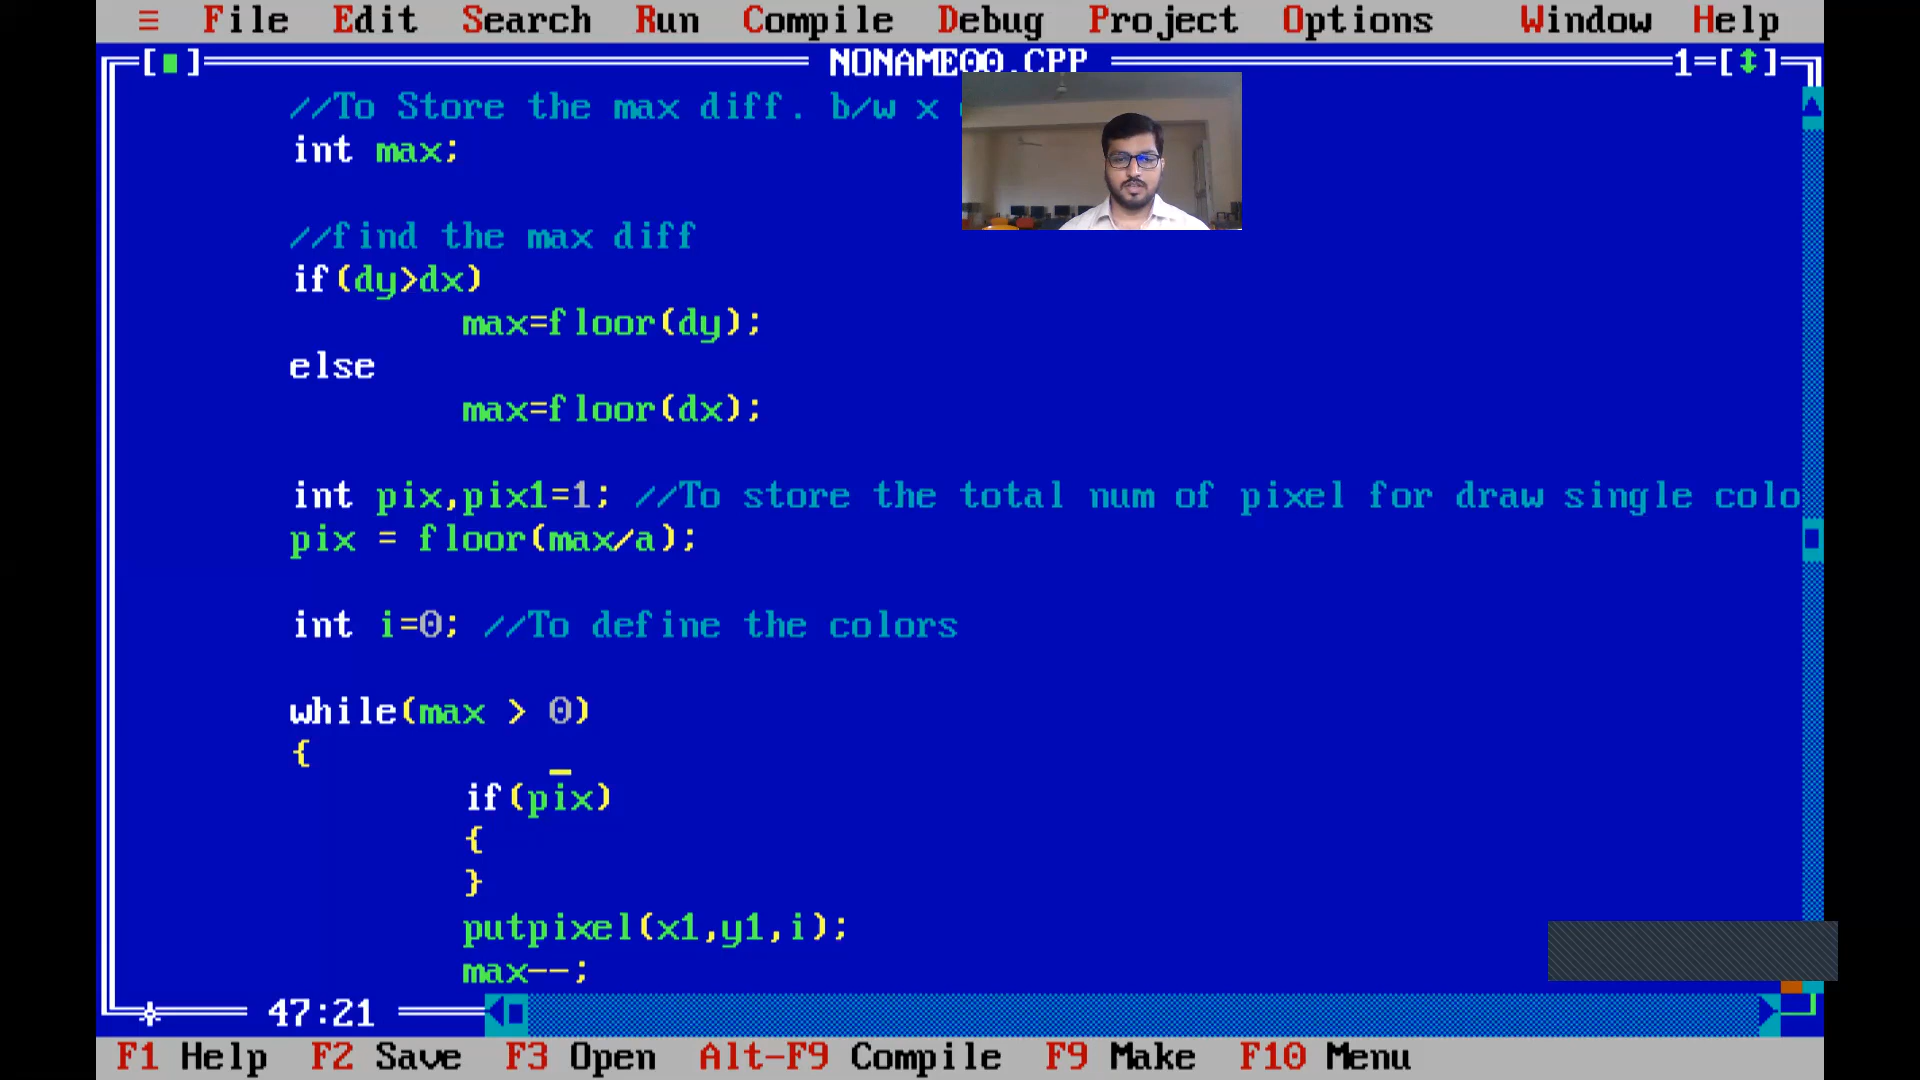 ≡ File Edit Search Run Compile Debug Project Options Window Help
[■] NONAME00.CPP 1=[↕]
//To Store the max diff. b/w x
int max;
//find the max diff
if(dy>dx)
max=floor(dy);
else
max=floor(dx);
int pix,pix1=1; //To store the total num of pixel for draw single colo
pix = floor(max/a);
int i=0; //To define the colors
while(max > 0)
{
if(pix)
{
}
putpixel(x1,y1,i);
max--;
47:21
F1 Help F2 Save F3 Open Alt-F9 Compile F9 Make F10 Menu